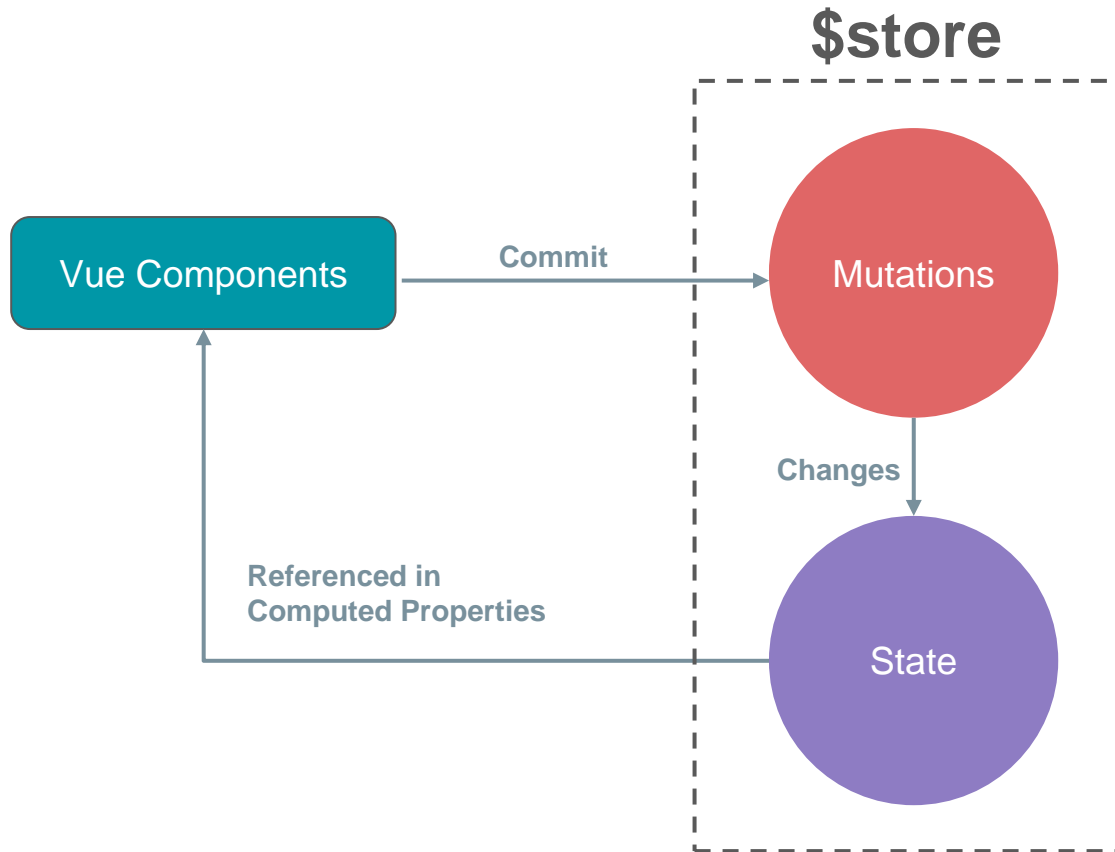 $store
Vue Components
Commit
Mutations
Changes
Referenced in
Computed Properties
State